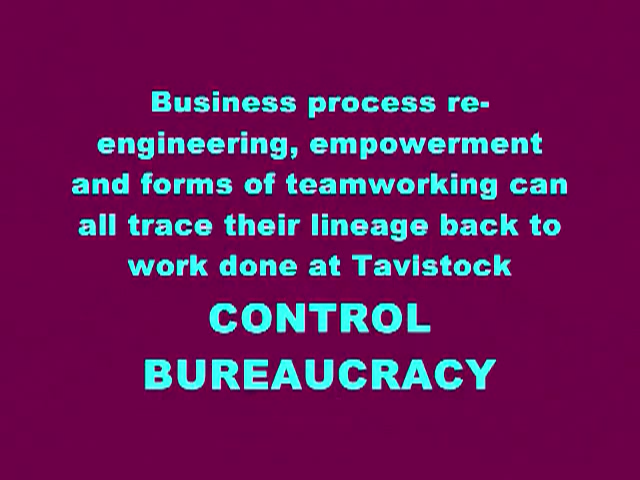 Business process re-
engineering, empowerment
and forms of teamworking can
all trace their lineage back to
work done at Tavistock
CONTROL
BUREAUCRACY